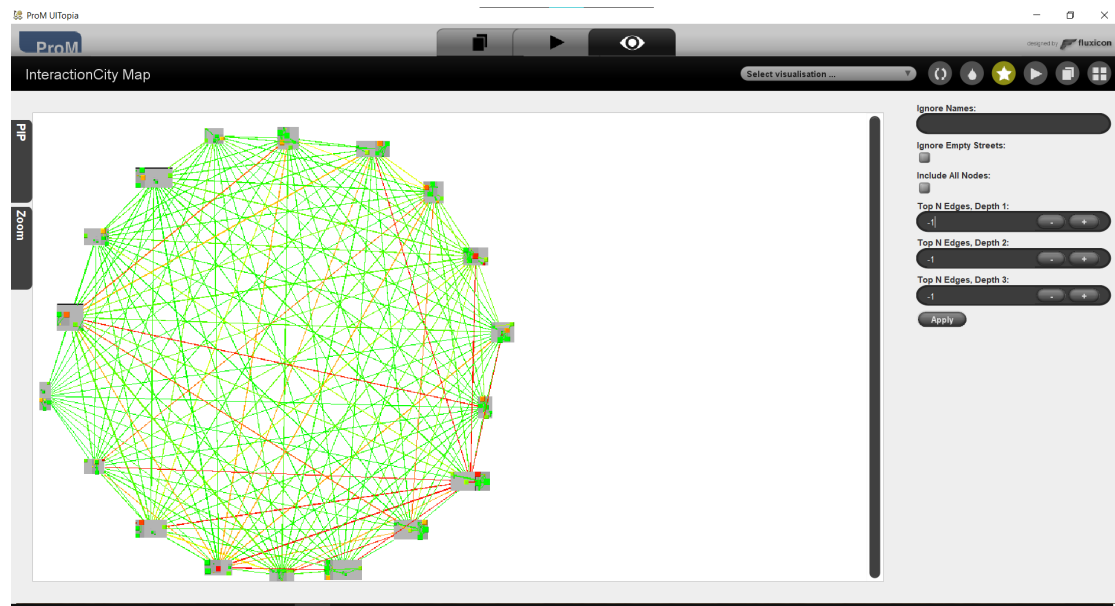 ProM UITopia
ProM
designed by fluxicon
InteractionCity Map
Select visualisation ...
PIP
Zoom
Ignore Names:
Ignore Empty Streets:
Include All Nodes:
Top N Edges, Depth 1:
-1
- +
Top N Edges, Depth 2:
-1
- +
Top N Edges, Depth 3:
-1
- +
Apply